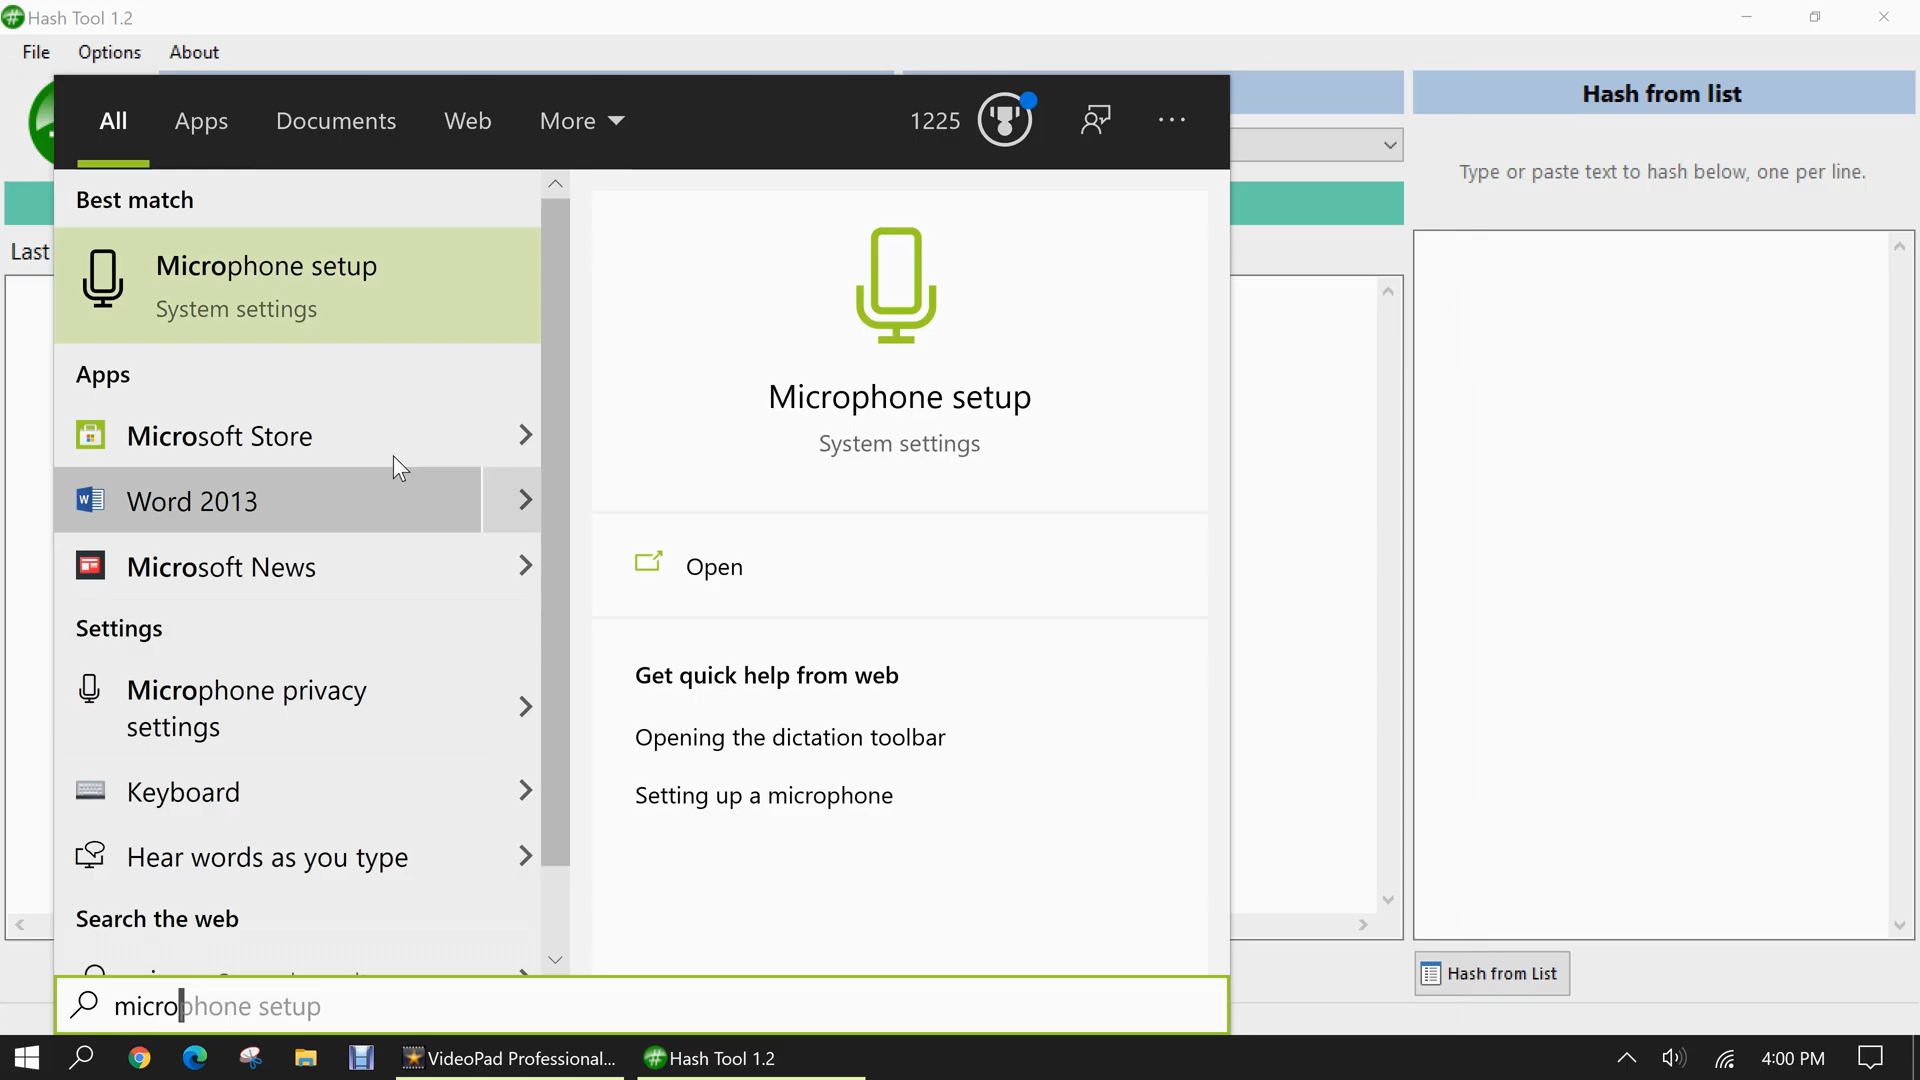 Hash Tool 1.2
File Options About
All Apps Documents Web More 1225
Hash from list
Type or paste text to hash below, one per line.
Last
Best match
Microphone setup
System settings
Apps
Microsoft Store
Word 2013
Microsoft News
Settings
Microphone privacy
settings
Keyboard
Hear words as you type
Search the web
Microphone setup
System settings
Open
Get quick help from web
Opening the dictation toolbar
Setting up a microphone
Hash from List
microphone setup
VideoPad Professional... Hash Tool 1.2 4:00 PM